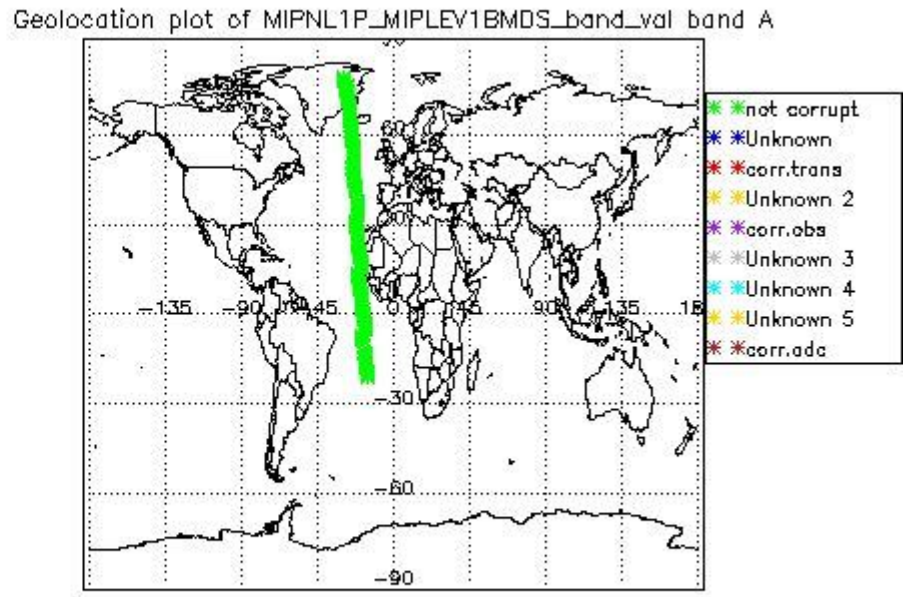 Geolocation plot of MIPNL1P_MIPLEV1BMDS_band_val band A
not corrupt
Unknown
corr.trans
Unknown 2
corr.obs
Unknown 3
Unknown 4
Unknown 5
corr.adc
60
-135
-90
-45
0
45
90
135
-30
-60
-90